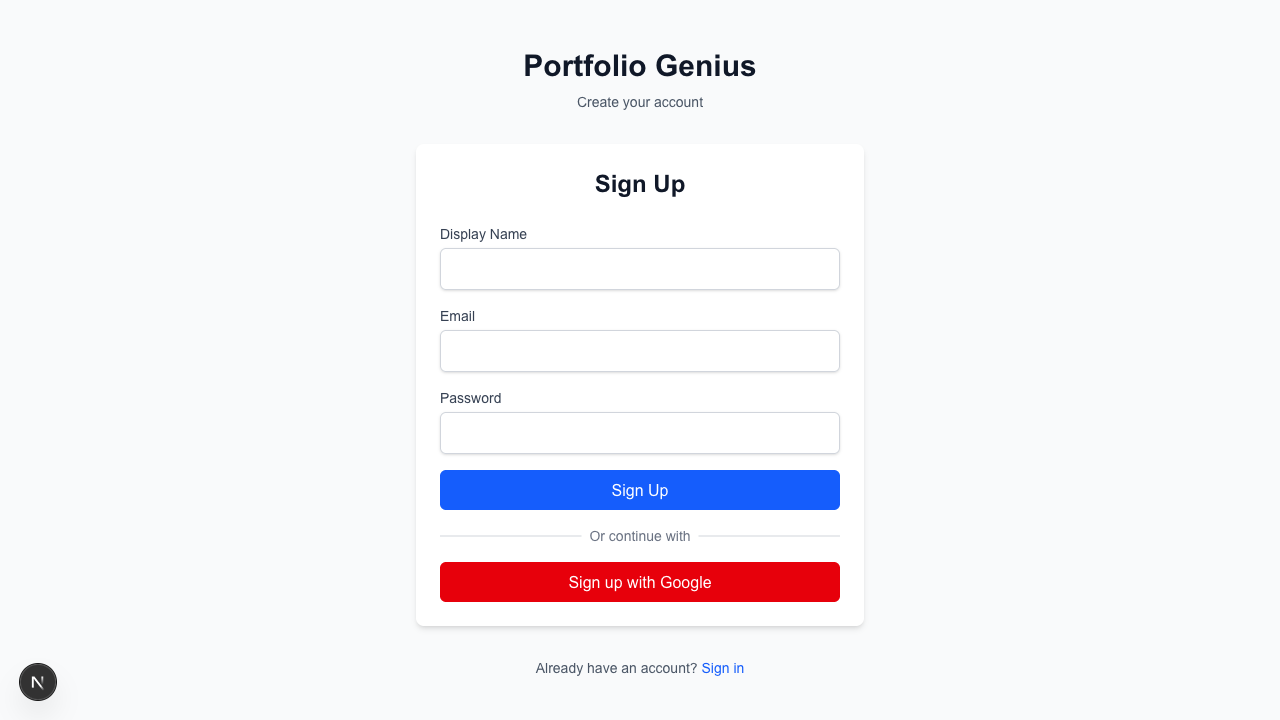 Portfolio Genius
Create your account
Sign Up
Display Name
Email
Password
Sign Up
Or continue with
Sign up with Google
Already have an account? Sign in
N